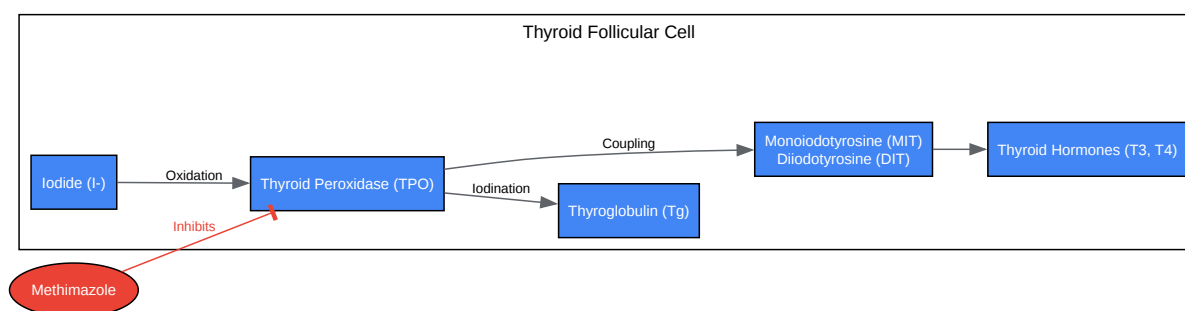 Thyroid Follicular Cell
Iodide (I-)
Oxidation
Thyroid Peroxidase (TPO)
Coupling
Iodination
Monoiodotyrosine (MIT)
Diiodotyrosine (DIT)
Thyroglobulin (Tg)
Thyroid Hormones (T3, T4)
Inhibits
Methimazole